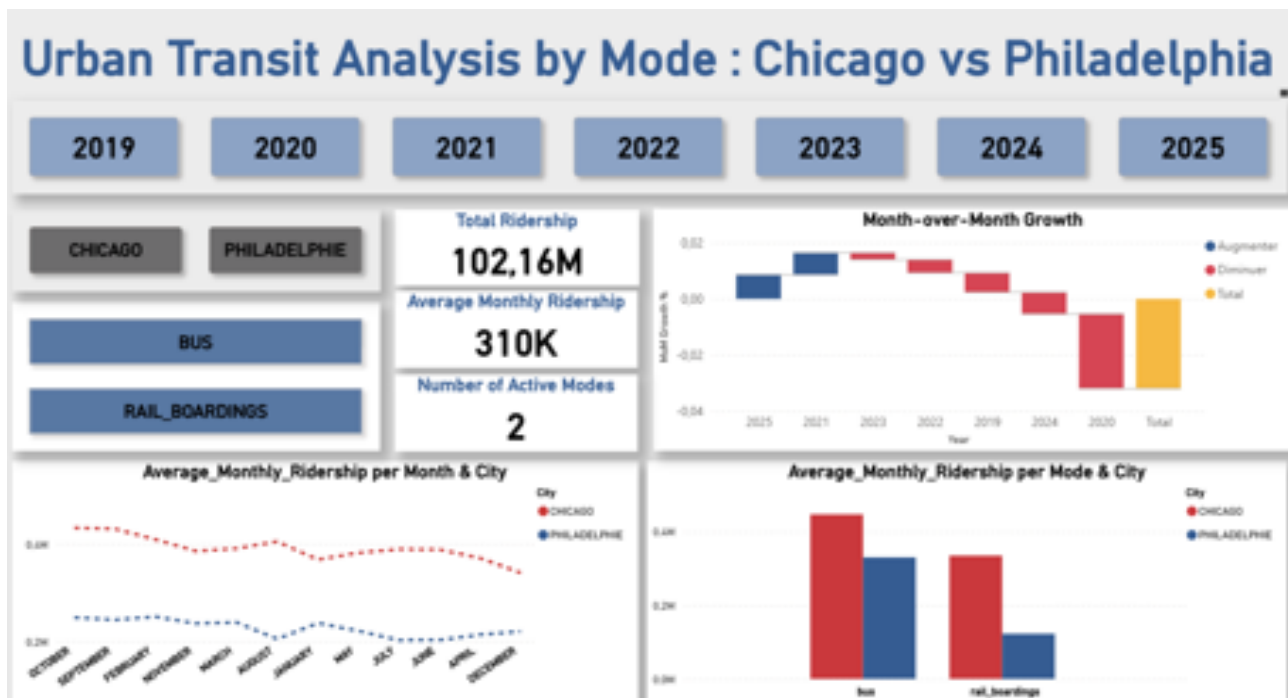 Urban Transit Analysis by Mode : Chicago vs Philadelphia
2019
2020
2021
2022
2023
2024
2025
CHICAGO
PHILADELPHIE
BUS
RAIL_BOARDINGS
Total Ridership
102,16M
Average Monthly Ridership
310K
Number of Active Modes
2
Month-over-Month Growth
Augmenter
Diminuer
Total
MoM Growth %
0,02
0,00
-0,02
-0,04
2025
2021
2023
2022
2019
2024
2020
Total
Year
Average_Monthly_Ridership per Month & City
City
CHICAGO
PHILADELPHIE
0.4M
0.2M
OCTOBER
SEPTEMBER
FEBRUARY
NOVEMBER
MARCH
AUGUST
JANUARY
MAY
JULY
JUNE
APRIL
DECEMBER
Average_Monthly_Ridership per Mode & City
City
CHICAGO
PHILADELPHIE
0.4M
0.2M
0.0M
bus
rail_boardings